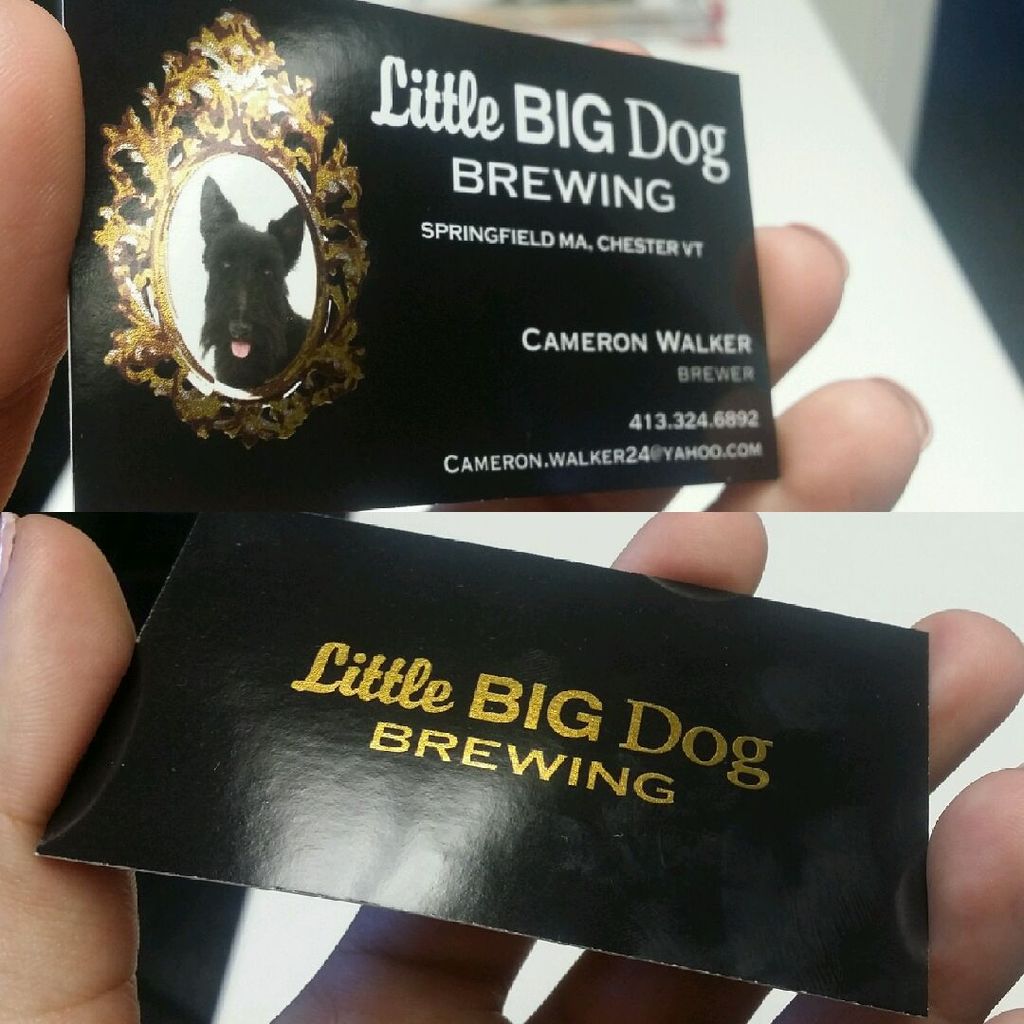 Little BIG Dog
BREWING
SPRINGFIELD MA, CHESTER VT
CAMERON WALKER
BREWER
413.324.6892
CAMERON.WALKER24@YAHOO.COM
Little BIG Dog
BREWING